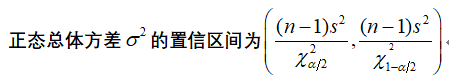 正态总体方差 σ² 的置信区间为 ( (n−1)s² / χ²_{α/2} , (n−1)s² / χ²_{1−α/2} )